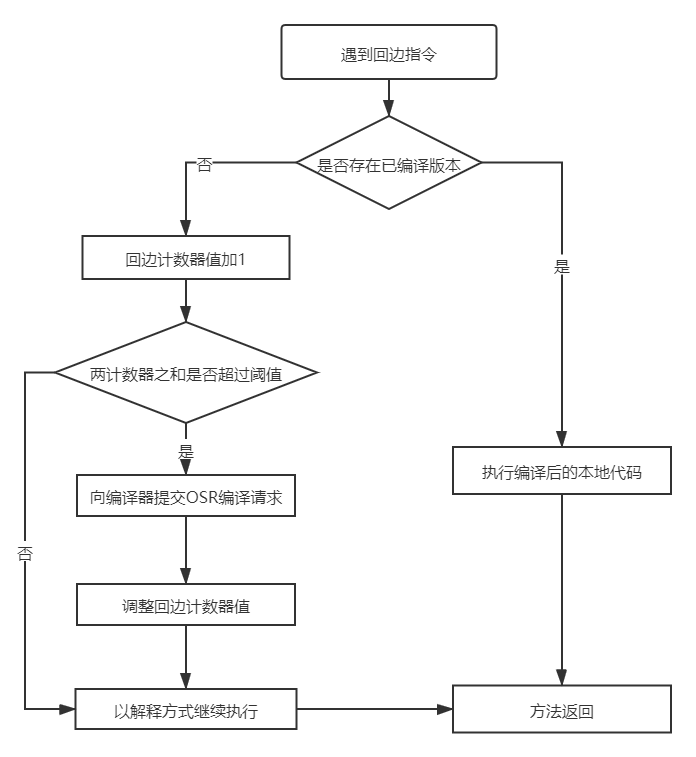 遇到回边指令
是否存在已编译版本
否
是
回边计数器值加1
两计数器之和是否超过阈值
是
否
向编译器提交OSR编译请求
执行编译后的本地代码
调整回边计数器值
以解释方式继续执行
方法返回